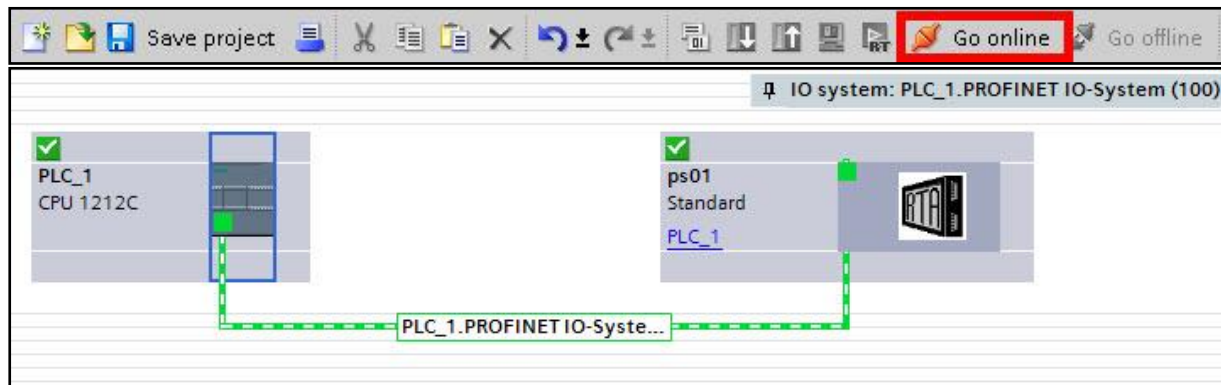 Save project Go online Go offline
RT
IO system: PLC_1.PROFINET IO-System (100)
PLC_1
CPU 1212C
ps01
Standard
PLC_1
RTA
PLC_1.PROFINET IO-Syste...